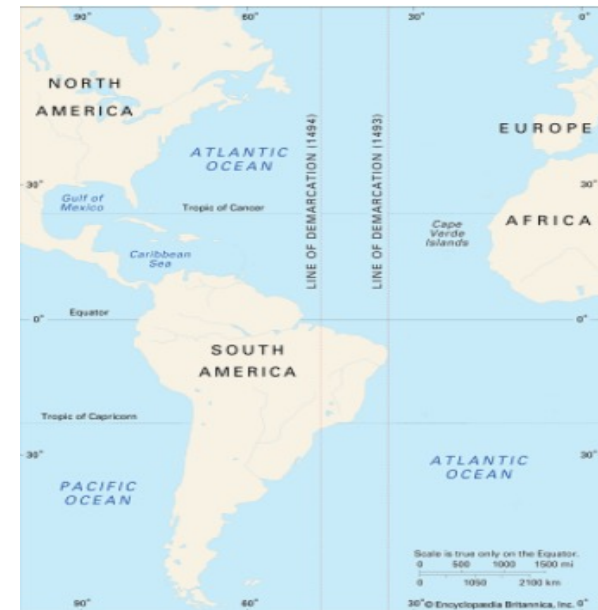 90°
60°
30°
0°
NORTH
AMERICA
ATLANTIC
OCEAN
LINE OF DEMARCATION (1494)
LINE OF DEMARCATION (1493)
EUROPE
30°
30°
Gulf of
Mexico
Tropic of Cancer
Cape
Verde
Islands
AFRICA
Caribbean
Sea
Equator
0°
0°
SOUTH
AMERICA
Tropic of Capricorn
30°
30°
ATLANTIC
OCEAN
PACIFIC
OCEAN
Scale is true only on the Equator.
0 500 1000 1500 mi
0 1050 2100 km
90°
60°
30°
© Encyclopædia Britannica, Inc.
0°